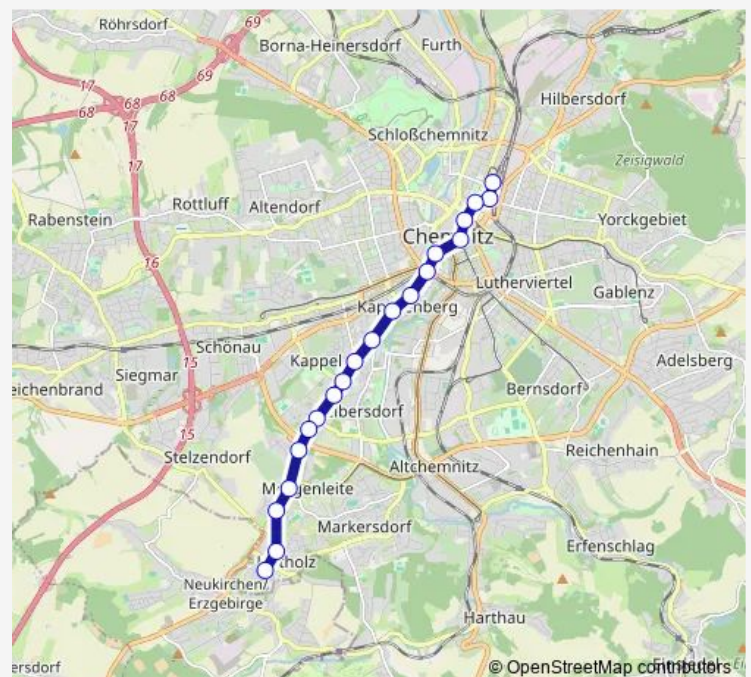 Röhrsdorf
69
Borna-Heinersdorf
Furth
17
68
68
69
68
17
Hilbersdorf
Schloßchemnitz
17
Zeisigwald
Rottluff
Altendorf
Rabenstein
Yorckgebiet
Chemnitz
16
Lutherviertel
Gablenz
Schönau
Kappel
15
Siegmar
Adelsberg
eichenbrand
Bernsdorf
15
Reichenhain
Stelzendorf
Altchemnitz
Markersdorf
Erfenschlag
Neukirchen/
Erzgebirge
Harthau
ersdorf
© OpenStreetMap contributors